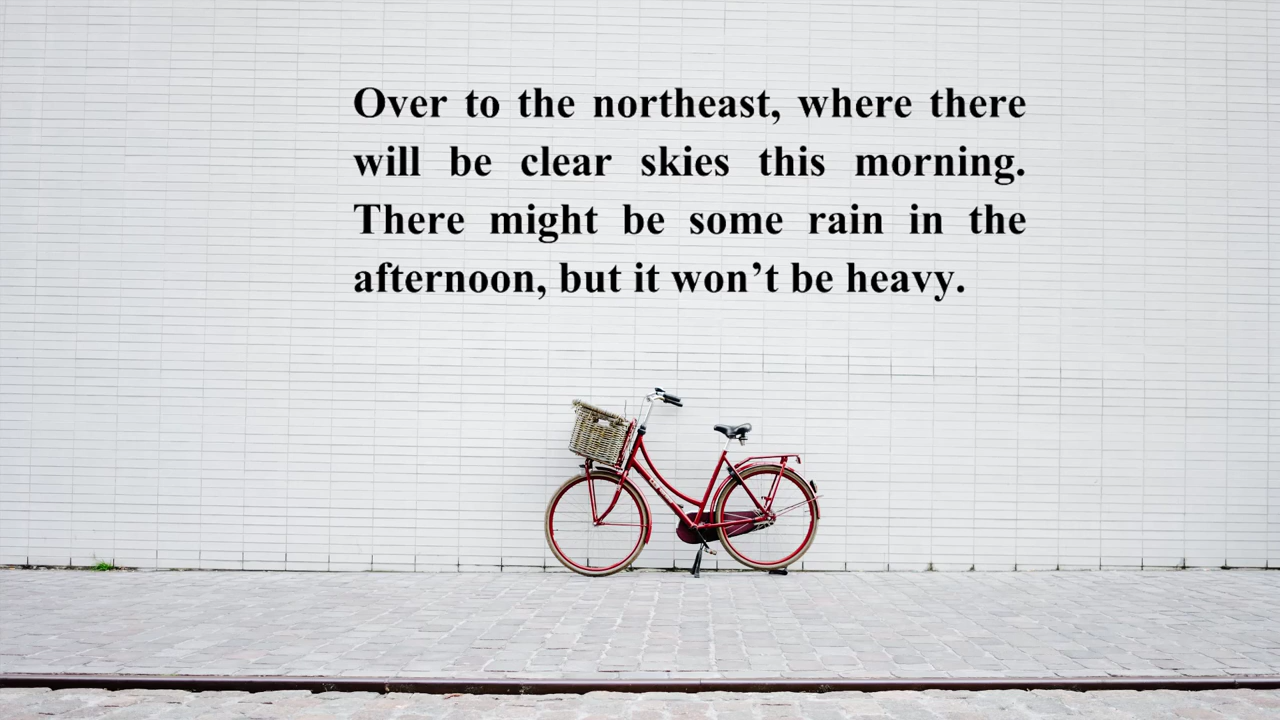 Over to the northeast, where there
will be clear skies this morning.
There might be some rain in the
afternoon, but it won’t be heavy.